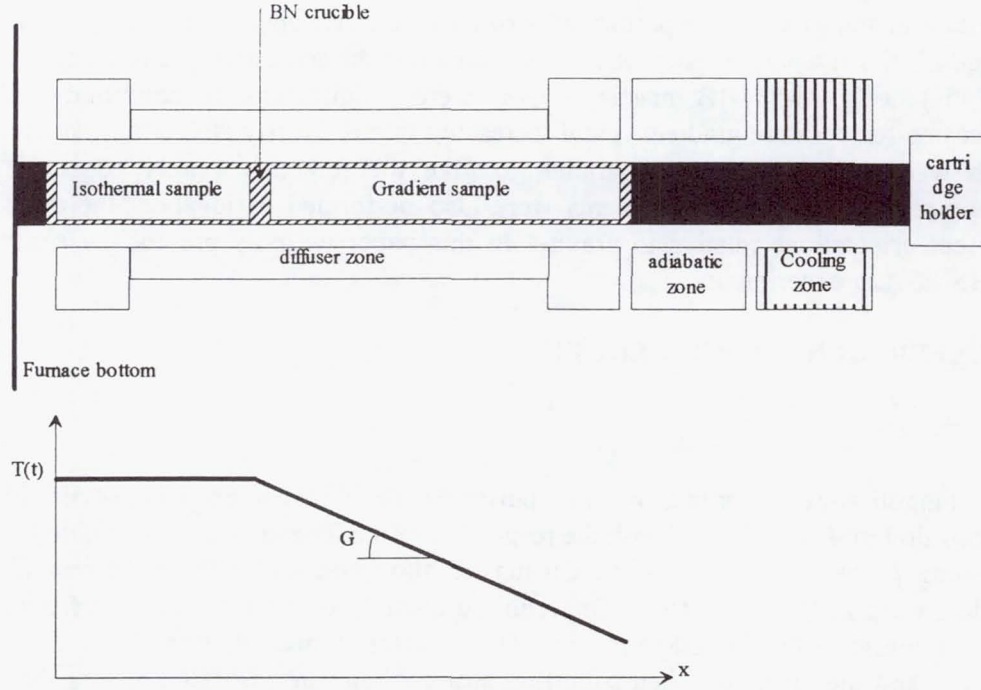 BN crucible
Isothermal sample
Gradient sample
cartri
dge
holder
diffuser zone
adiabatic
zone
Cooling
zone
Furnace bottom
T(t)
G
x